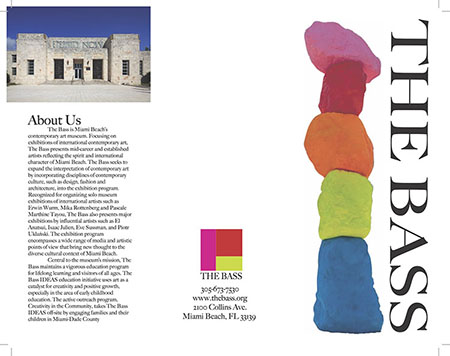 About Us
The Bass is Miami Beach's
contemporary art museum. Focusing on
exhibitions of international contemporary art,
The Bass presents mid-career and established
artists reflecting the spirit and international
character of Miami Beach. The Bass seeks to
expand the interpretation of contemporary art
by incorporating disciplines of contemporary
culture, such as design, fashion and
architecture, into the exhibition program.
Recognized for organizing solo museum
exhibitions of international artists such as
Erwin Wurm, Mika Rottenberg and Pascale
Marthine Tayou, The Bass also presents major
exhibitions by influential artists such as El
Anatsui, Isaac Julien, Eve Sussman, and Piotr
Uklański. The exhibition program
encompasses a wide range of media and artistic
points of view that bring new thought to the
diverse cultural context of Miami Beach.
Central to the museum's mission, The
Bass maintains a vigorous education program
for lifelong learning and visitors of all ages. The
Bass IDEAS education initiative uses art as a
catalyst for creativity and positive growth,
especially in the area of early childhood
education. The active outreach program,
Creativity in the Community, takes The Bass
IDEAS off-site by engaging families and their
children in Miami-Dade County
THE BASS
305-673-7530
www.thebass.org
2100 Collins Ave.
Miami Beach, FL 33139
THE BASS